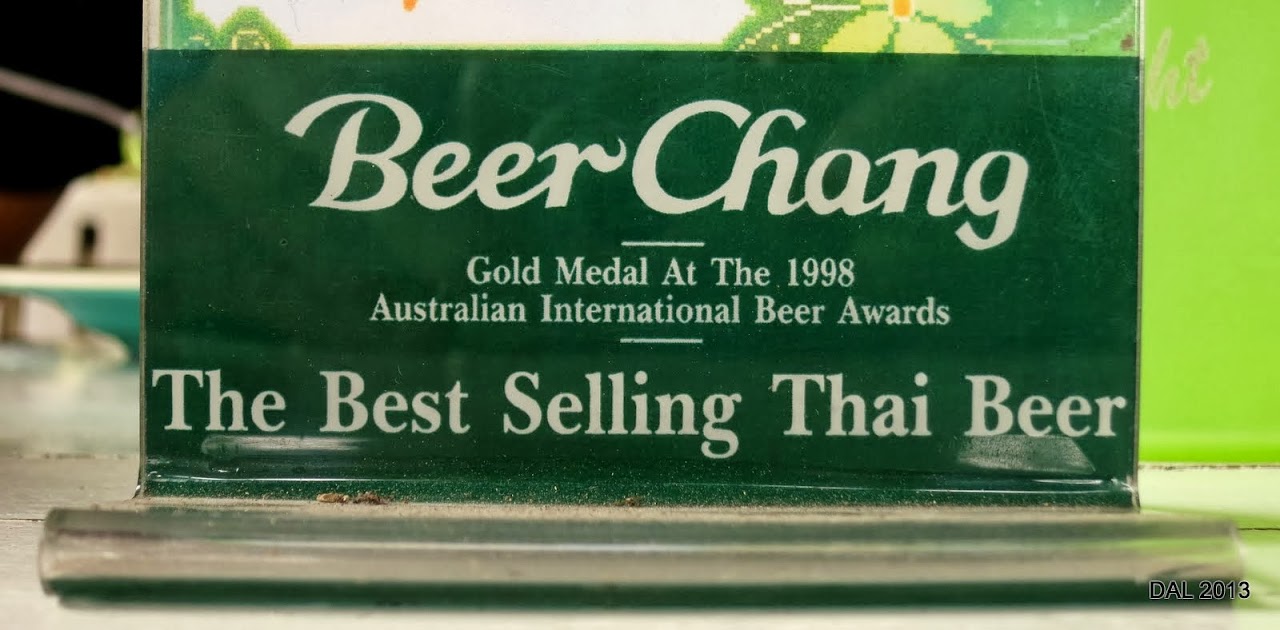 Beer Chang
Gold Medal At The 1998
Australian International Beer Awards
The Best Selling Thai Beer
DAL 2013